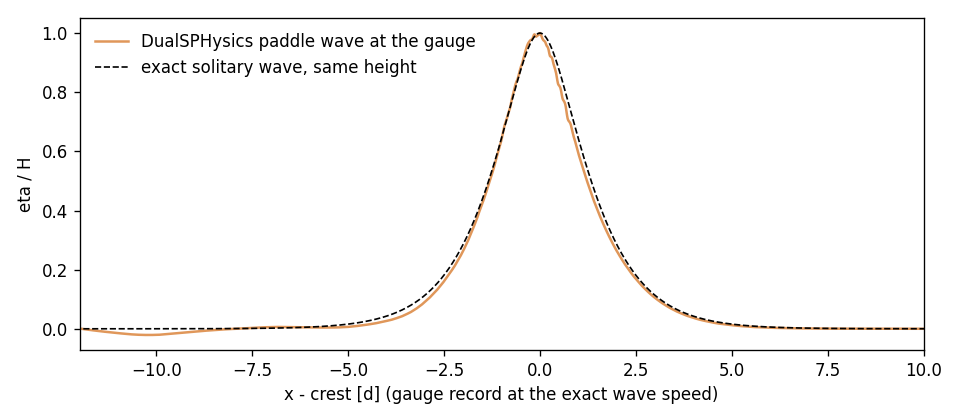 DualSPHysics paddle wave at the gauge
exact solitary wave, same height
eta / H
1.0
0.8
0.6
0.4
0.2
0.0
−10.0 −7.5 −5.0 −2.5 0.0 2.5 5.0 7.5 10.0
x - crest [d] (gauge record at the exact wave speed)